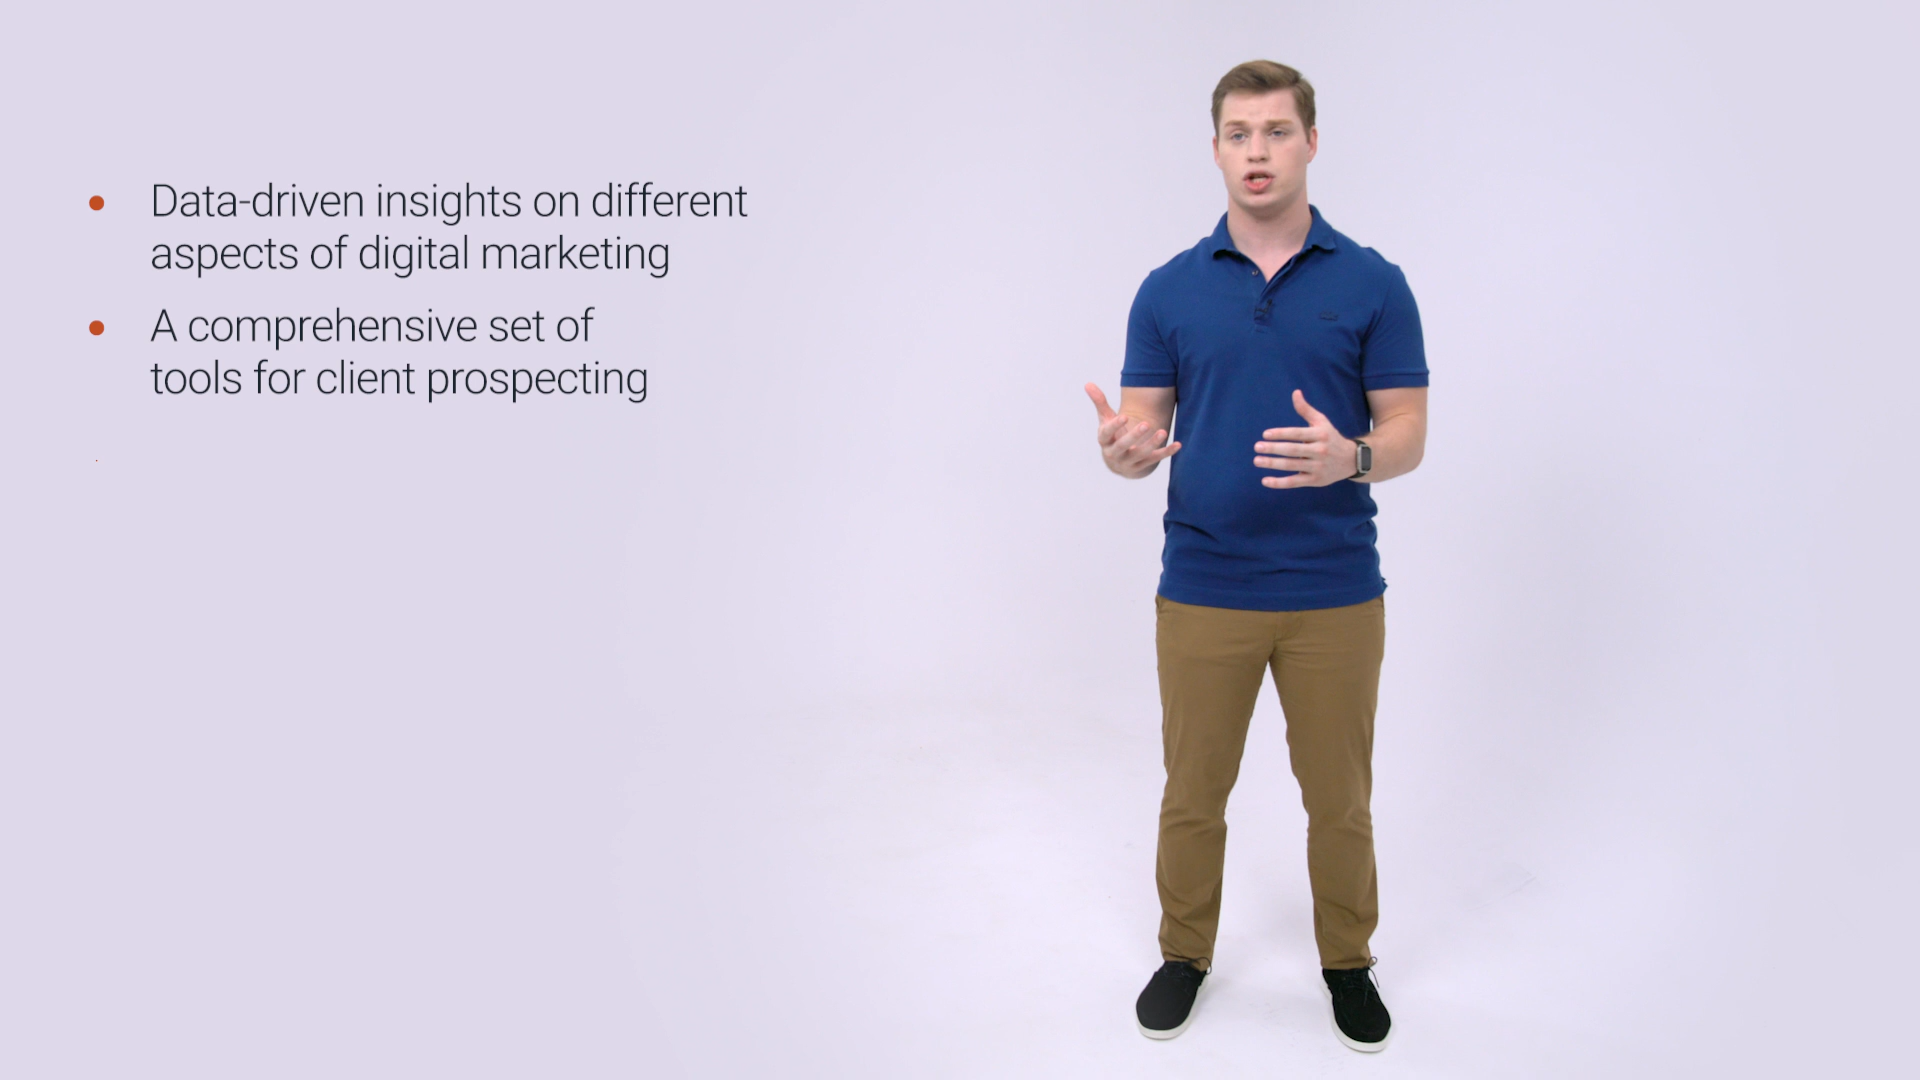 Data-driven insights on different
aspects of digital marketing
A comprehensive set of
tools for client prospecting